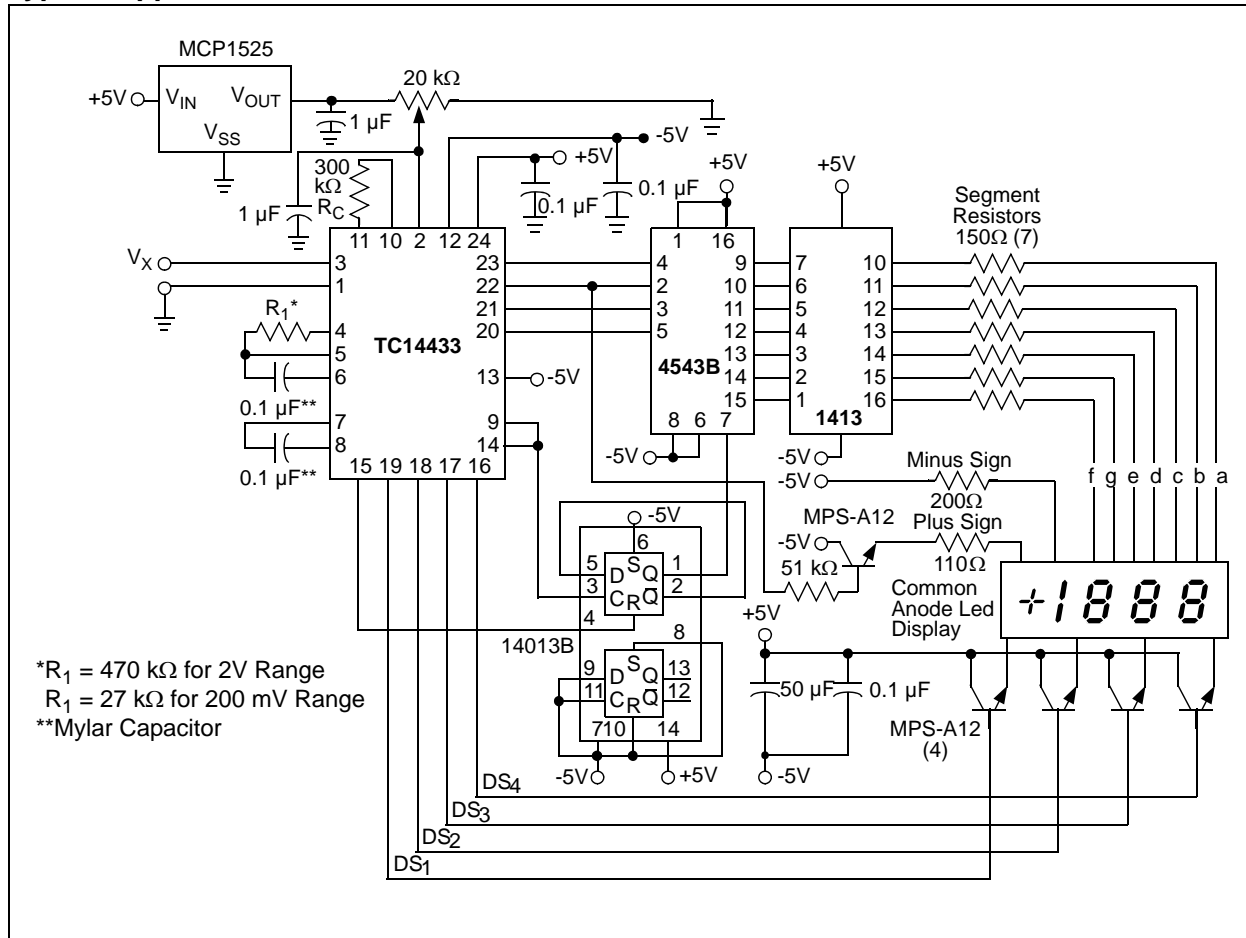 MCP1525
+5V
V_IN
V_OUT
V_SS
20 kΩ
1 µF
-5V
300
kΩ
R_C
+5V
0.1 µF
0.1 µF
+5V
+5V
1 µF
Segment
Resistors
150Ω (7)
11 10 2 12 24
1 16
V_X
3
1
R1*
4
5
6
0.1 µF**
7
8
0.1 µF**
TC14433
23
22
21
20
13
-5V
9
14
15 19 18 17 16
4
2
3
5
4543B
9
10
11
12
13
14
15
8 6 7
-5V
7
6
5
4
3
2
1
1413
10
11
12
13
14
15
16
-5V
-5V
Minus Sign
200Ω
f g e d c b a
MPS-A12
-5V
Plus Sign
110Ω
51 kΩ
Common
Anode Led
Display
+1888
-5V
6
5
3
4
D S Q
C R Q̅
1
2
14013B
8
9
11
D S Q
C R Q̅
13
12
7 10 14
-5V
+5V
+5V
50 µF
0.1 µF
-5V
MPS-A12
(4)
*R1 = 470 kΩ for 2V Range
R1 = 27 kΩ for 200 mV Range
**Mylar Capacitor
DS4
DS3
DS2
DS1